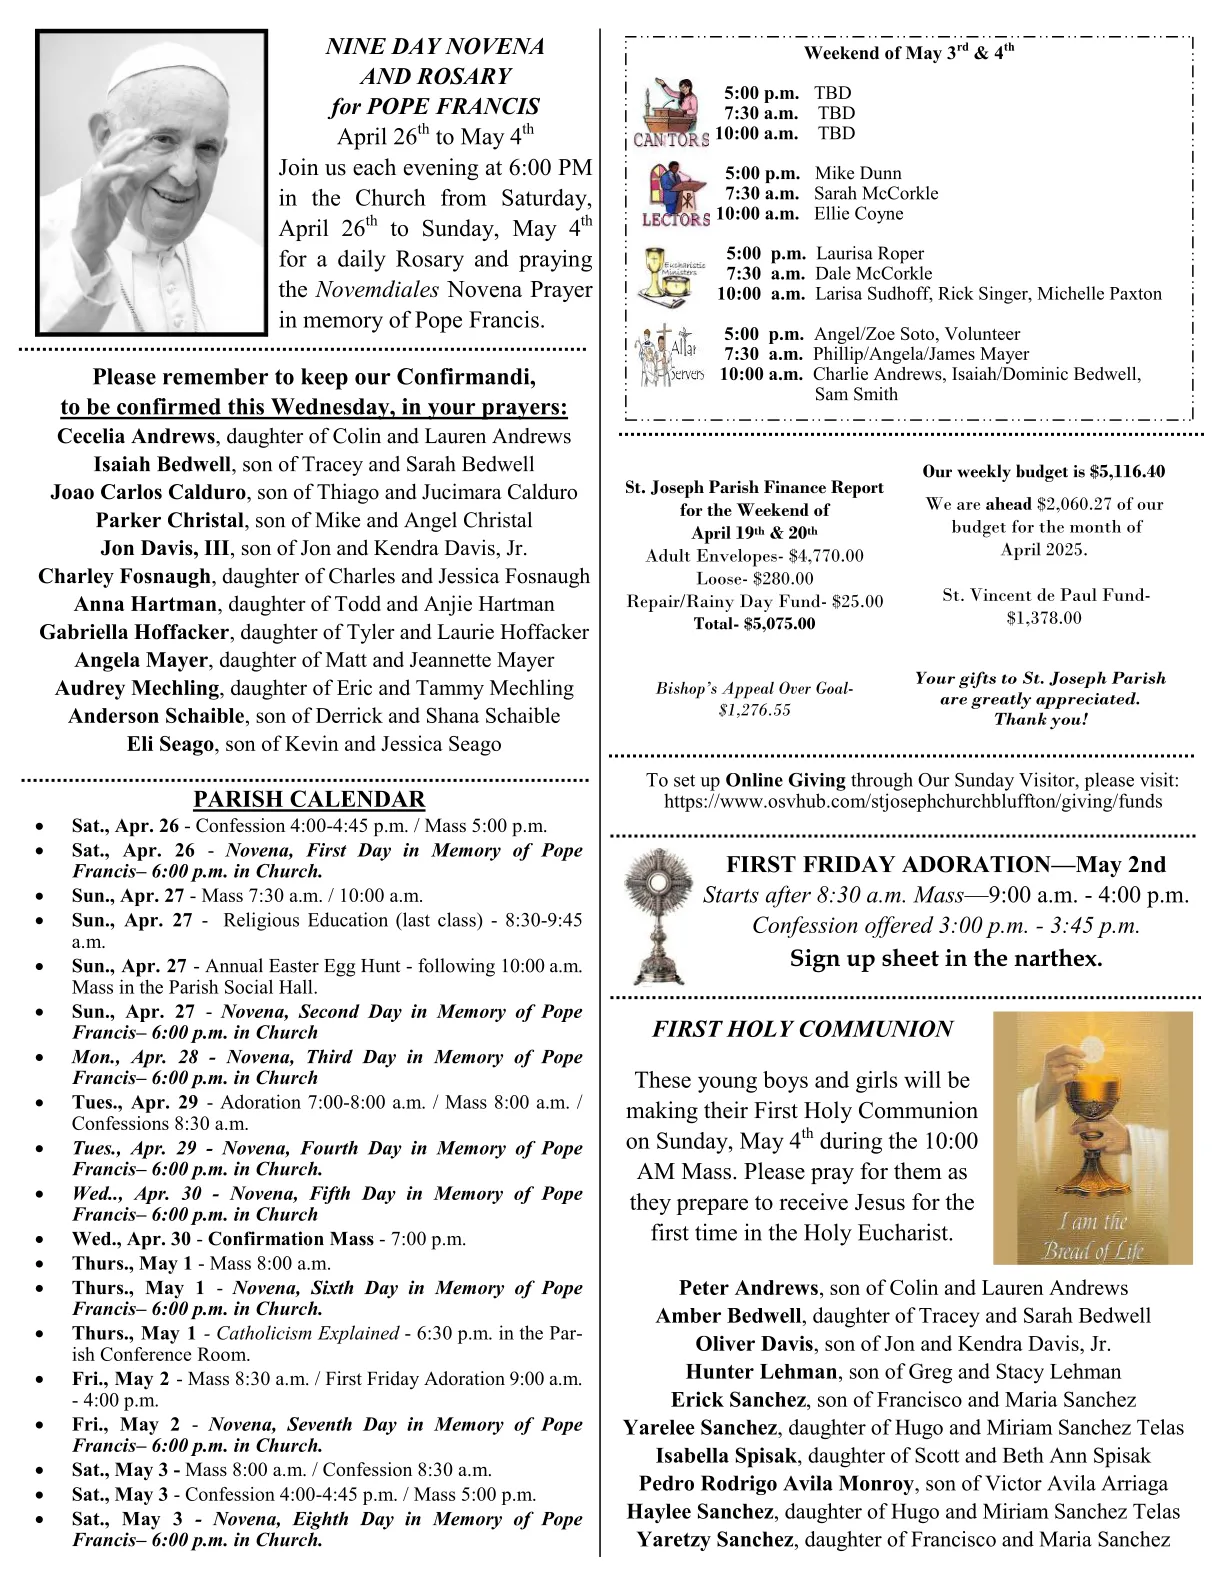 NINE DAY NOVENA
AND ROSARY
for POPE FRANCIS
April 26th to May 4th
Join us each evening at 6:00 PM
in the Church from Saturday,
April 26th to Sunday, May 4th
for a daily Rosary and praying
the Novemdiales Novena Prayer
in memory of Pope Francis.
Please remember to keep our Confirmandi,
to be confirmed this Wednesday, in your prayers:
Cecelia Andrews, daughter of Colin and Lauren Andrews
Isaiah Bedwell, son of Tracey and Sarah Bedwell
Joao Carlos Calduro, son of Thiago and Jucimara Calduro
Parker Christal, son of Mike and Angel Christal
Jon Davis, III, son of Jon and Kendra Davis, Jr.
Charley Fosnaugh, daughter of Charles and Jessica Fosnaugh
Anna Hartman, daughter of Todd and Anjie Hartman
Gabriella Hoffacker, daughter of Tyler and Laurie Hoffacker
Angela Mayer, daughter of Matt and Jeannette Mayer
Audrey Mechling, daughter of Eric and Tammy Mechling
Anderson Schaible, son of Derrick and Shana Schaible
Eli Seago, son of Kevin and Jessica Seago
PARISH CALENDAR
• Sat., Apr. 26 - Confession 4:00-4:45 p.m. / Mass 5:00 p.m.
• Sat., Apr. 26 - Novena, First Day in Memory of Pope
Francis– 6:00 p.m. in Church.
• Sun., Apr. 27 - Mass 7:30 a.m. / 10:00 a.m.
• Sun., Apr. 27 - Religious Education (last class) - 8:30-9:45
a.m.
• Sun., Apr. 27 - Annual Easter Egg Hunt - following 10:00 a.m.
Mass in the Parish Social Hall.
• Sun., Apr. 27 - Novena, Second Day in Memory of Pope
Francis– 6:00 p.m. in Church
• Mon., Apr. 28 - Novena, Third Day in Memory of Pope
Francis– 6:00 p.m. in Church
• Tues., Apr. 29 - Adoration 7:00-8:00 a.m. / Mass 8:00 a.m. /
Confessions 8:30 a.m.
• Tues., Apr. 29 - Novena, Fourth Day in Memory of Pope
Francis– 6:00 p.m. in Church.
• Wed.., Apr. 30 - Novena, Fifth Day in Memory of Pope
Francis– 6:00 p.m. in Church
• Wed., Apr. 30 - Confirmation Mass - 7:00 p.m.
• Thurs., May 1 - Mass 8:00 a.m.
• Thurs., May 1 - Novena, Sixth Day in Memory of Pope
Francis– 6:00 p.m. in Church.
• Thurs., May 1 - Catholicism Explained - 6:30 p.m. in the Par-
ish Conference Room.
• Fri., May 2 - Mass 8:30 a.m. / First Friday Adoration 9:00 a.m.
- 4:00 p.m.
• Fri., May 2 - Novena, Seventh Day in Memory of Pope
Francis– 6:00 p.m. in Church.
• Sat., May 3 - Mass 8:00 a.m. / Confession 8:30 a.m.
• Sat., May 3 - Confession 4:00-4:45 p.m. / Mass 5:00 p.m.
• Sat., May 3 - Novena, Eighth Day in Memory of Pope
Francis– 6:00 p.m. in Church.
Weekend of May 3rd & 4th
CANTORS
5:00 p.m. TBD
7:30 a.m. TBD
10:00 a.m. TBD
LECTORS
5:00 p.m. Mike Dunn
7:30 a.m. Sarah McCorkle
10:00 a.m. Ellie Coyne
Eucharistic
Ministers
5:00 p.m. Laurisa Roper
7:30 a.m. Dale McCorkle
10:00 a.m. Larisa Sudhoff, Rick Singer, Michelle Paxton
Altar
Servers
5:00 p.m. Angel/Zoe Soto, Volunteer
7:30 a.m. Phillip/Angela/James Mayer
10:00 a.m. Charlie Andrews, Isaiah/Dominic Bedwell,
Sam Smith
St. Joseph Parish Finance Report
for the Weekend of
April 19th & 20th
Adult Envelopes- $4,770.00
Loose- $280.00
Repair/Rainy Day Fund- $25.00
Total- $5,075.00
Bishop's Appeal Over Goal-
$1,276.55
Our weekly budget is $5,116.40
We are ahead $2,060.27 of our
budget for the month of
April 2025.
St. Vincent de Paul Fund-
$1,378.00
Your gifts to St. Joseph Parish
are greatly appreciated.
Thank you!
To set up Online Giving through Our Sunday Visitor, please visit:
https://www.osvhub.com/stjosephchurchbluffton/giving/funds
FIRST FRIDAY ADORATION—May 2nd
Starts after 8:30 a.m. Mass—9:00 a.m. - 4:00 p.m.
Confession offered 3:00 p.m. - 3:45 p.m.
Sign up sheet in the narthex.
FIRST HOLY COMMUNION
These young boys and girls will be
making their First Holy Communion
on Sunday, May 4th during the 10:00
AM Mass. Please pray for them as
they prepare to receive Jesus for the
first time in the Holy Eucharist.
I am the
Bread of Life
Peter Andrews, son of Colin and Lauren Andrews
Amber Bedwell, daughter of Tracey and Sarah Bedwell
Oliver Davis, son of Jon and Kendra Davis, Jr.
Hunter Lehman, son of Greg and Stacy Lehman
Erick Sanchez, son of Francisco and Maria Sanchez
Yarelee Sanchez, daughter of Hugo and Miriam Sanchez Telas
Isabella Spisak, daughter of Scott and Beth Ann Spisak
Pedro Rodrigo Avila Monroy, son of Victor Avila Arriaga
Haylee Sanchez, daughter of Hugo and Miriam Sanchez Telas
Yaretzy Sanchez, daughter of Francisco and Maria Sanchez